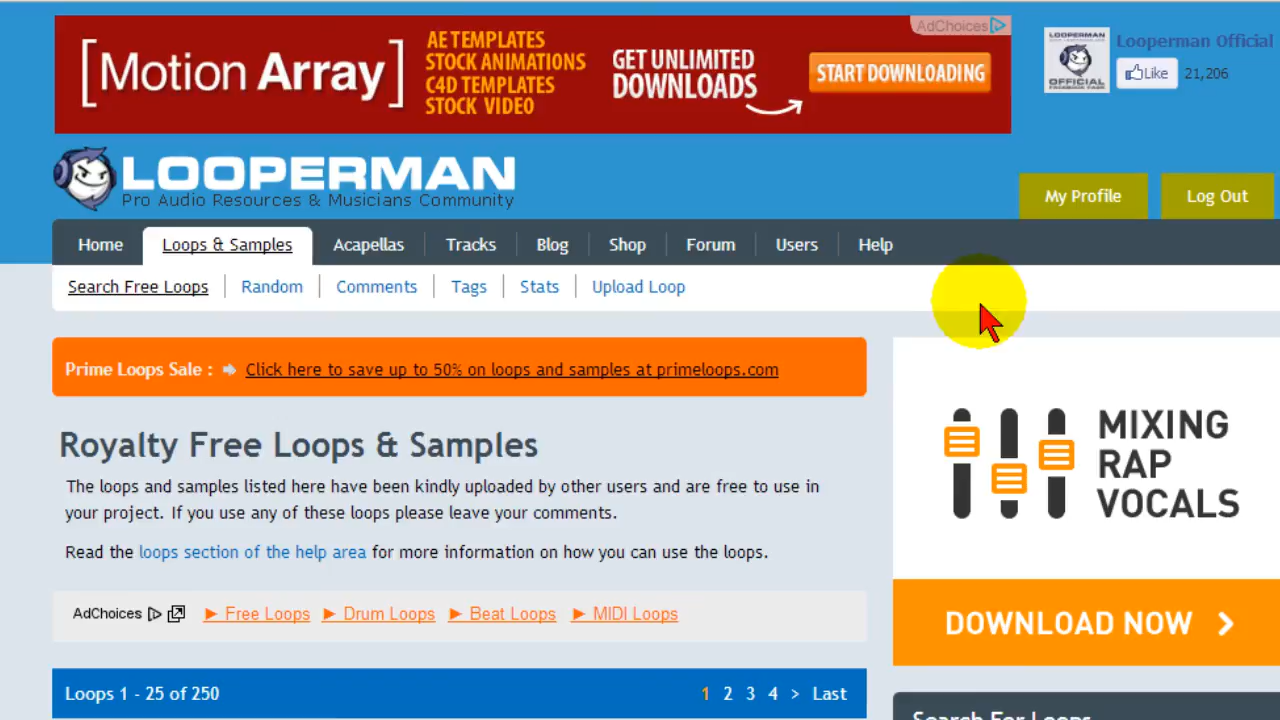 AdChoices
[Motion Array]
AE TEMPLATES
STOCK ANIMATIONS
C4D TEMPLATES
STOCK VIDEO
GET UNLIMITED
DOWNLOADS
START DOWNLOADING
LOOPERMAN
OFFICIAL
FACEBOOK PAGE
Looperman Official
Like 21,206
LOOPERMAN
Pro Audio Resources & Musicians Community
My Profile Log Out
Home Loops & Samples Acapellas Tracks Blog Shop Forum Users Help
Search Free Loops Random Comments Tags Stats Upload Loop
Prime Loops Sale : Click here to save up to 50% on loops and samples at primeloops.com
Royalty Free Loops & Samples
The loops and samples listed here have been kindly uploaded by other users and are free to use in
your project. If you use any of these loops please leave your comments.
Read the loops section of the help area for more information on how you can use the loops.
AdChoices ► Free Loops ► Drum Loops ► Beat Loops ► MIDI Loops
Loops 1 - 25 of 250 1 2 3 4 > Last
MIXING
RAP
VOCALS
DOWNLOAD NOW >
Search For Loops